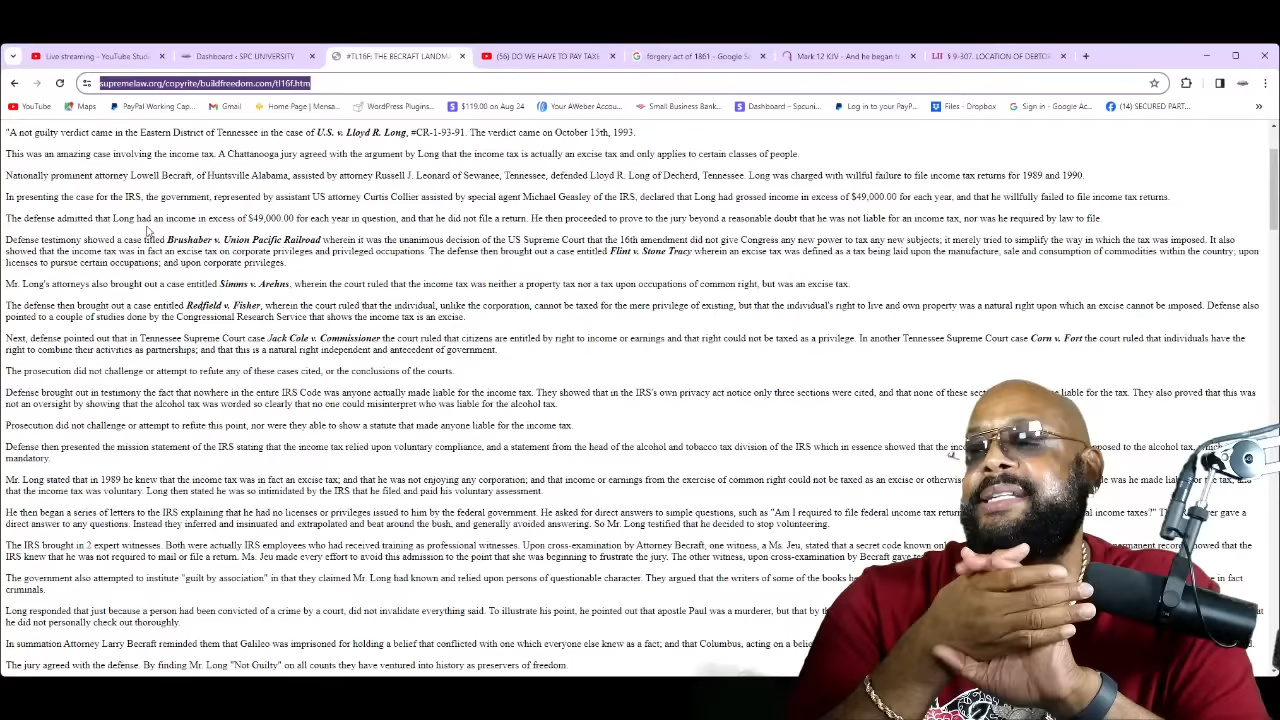 Live streaming - YouTube Studi
Dashboard ‹ SPC UNIVERSITY
#TL16F: THE BECRAFT LANDMA
(56) DO WE HAVE TO PAY TAXE
forgery act of 1861 - Google Se
Mark 12 KJV - And he began to
LII
§ 9-307. LOCATION OF DEBTOR
supremelaw.org/copyrite/buildfreedom.com/tl16f.htm
YouTube
Maps
PayPal Working Cap...
Gmail
Home Page | Mensa...
WordPress Plugins...
$119.00 on Aug 24
Your AWeber Accou...
Small Business Bank...
Dashboard – Spcuni...
Log in to your PayP...
Files - Dropbox
Sign in - Google Ac...
(14) SECURED PART...
"A not guilty verdict came in the Eastern District of Tennessee in the case of U.S. v. Lloyd R. Long, #CR-1-93-91. The verdict came on October 15th, 1993.
This was an amazing case involving the income tax. A Chattanooga jury agreed with the argument by Long that the income tax is actually an excise tax and only applies to certain classes of people.
Nationally prominent attorney Lowell Becraft, of Huntsville Alabama, assisted by attorney Russell J. Leonard of Sewanee, Tennessee, defended Lloyd R. Long of Decherd, Tennessee. Long was charged with willful failure to file income tax returns for 1989 and 1990.
In presenting the case for the IRS, the government, represented by assistant US attorney Curtis Collier assisted by special agent Michael Geasley of the IRS, declared that Long had grossed income in excess of $49,000.00 for each year, and that he willfully failed to file income tax returns.
The defense admitted that Long had an income in excess of $49,000.00 for each year in question, and that he did not file a return. He then proceeded to prove to the jury beyond a reasonable doubt that he was not liable for an income tax, nor was he required by law to file.
Defense testimony showed a case titled Brushaber v. Union Pacific Railroad wherein it was the unanimous decision of the US Supreme Court that the 16th amendment did not give Congress any new power to tax any new subjects; it merely tried to simplify the way in which the tax was imposed. It also
showed that the income tax was in fact an excise tax on corporate privileges and privileged occupations. The defense then brought out a case entitled Flint v. Stone Tracy wherein an excise tax was defined as a tax being laid upon the manufacture, sale and consumption of commodities within the country; upon
licenses to pursue certain occupations; and upon corporate privileges.
Mr. Long's attorneys also brought out a case entitled Simms v. Arehns, wherein the court ruled that the income tax was neither a property tax nor a tax upon occupations of common right, but was an excise tax.
The defense then brought out a case entitled Redfield v. Fisher, wherein the court ruled that the individual, unlike the corporation, cannot be taxed for the mere privilege of existing, but that the individual's right to live and own property was a natural right upon which an excise cannot be imposed. Defense also
pointed to a couple of studies done by the Congressional Research Service that shows the income tax is an excise.
Next, defense pointed out that in Tennessee Supreme Court case Jack Cole v. Commissioner the court ruled that citizens are entitled by right to income or earnings and that right could not be taxed as a privilege. In another Tennessee Supreme Court case Corn v. Fort the court ruled that individuals have the
right to combine their activities as partnerships; and that this is a natural right independent and antecedent of government.
The prosecution did not challenge or attempt to refute any of these cases cited, or the conclusions of the courts.
Defense brought out in testimony the fact that nowhere in the entire IRS Code was anyone actually made liable for the income tax. They showed that in the IRS's own privacy act notice only three sections were cited, and that none of these sec liable for the tax. They also proved that this was
not an oversight by showing that the alcohol tax was worded so clearly that no one could misinterpret who was liable for the alcohol tax.
Prosecution did not challenge or attempt to refute this point, nor were they able to show a statute that made anyone liable for the income tax.
Defense then presented the mission statement of the IRS stating that the income tax relied upon voluntary compliance, and a statement from the head of the alcohol and tobacco tax division of the IRS which in essence showed that the posed to the alcohol tax,
mandatory.
Mr. Long stated that in 1989 he knew that the income tax was in fact an excise tax; and that he was not enjoying any corporation; and that income or earnings from the exercise of common right could not be taxed as an excise or otherwise he was made
that the income tax was voluntary. Long then stated he was so intimidated by the IRS that he filed and paid his voluntary assessment.
He then began a series of letters to the IRS explaining that he had no licenses or privileges issued to him by the federal government. He asked for direct answers to simple questions, such as "Am I required to file federal income tax income taxes?" gave a
direct answer to any questions. Instead they inferred and insinuated and extrapolated and beat around the bush, and generally avoided answering. So Mr. Long testified that he decided to stop volunteering.
The IRS brought in 2 expert witnesses. Both were actually IRS employees who had received training as professional witnesses. Upon cross-examination by Attorney Becraft, one witness, a Ms. Jeu, stated that a secret code known permanent showed that the
IRS knew that he was not required to mail or file a return. Ms. Jeu made every effort to avoid this admission to the point that she was beginning to frustrate the jury. The other witness, upon cross-examination by Becraft gave
The government also attempted to institute "guilt by association" in that they claimed Mr. Long had known and relied upon persons of questionable character. They argued that the writers of some of the books in fact
criminals.
Long responded that just because a person had been convicted of a crime by a court, did not invalidate everything said. To illustrate his point, he pointed out that apostle Paul was a murderer, but that by
he did not personally check out thoroughly.
In summation Attorney Larry Becraft reminded them that Galileo was imprisoned for holding a belief that conflicted with one which everyone else knew as a fact; and that Columbus, acting on a
The jury agreed with the defense. By finding Mr. Long "Not Guilty" on all counts they have ventured into history as preservers of freedom.